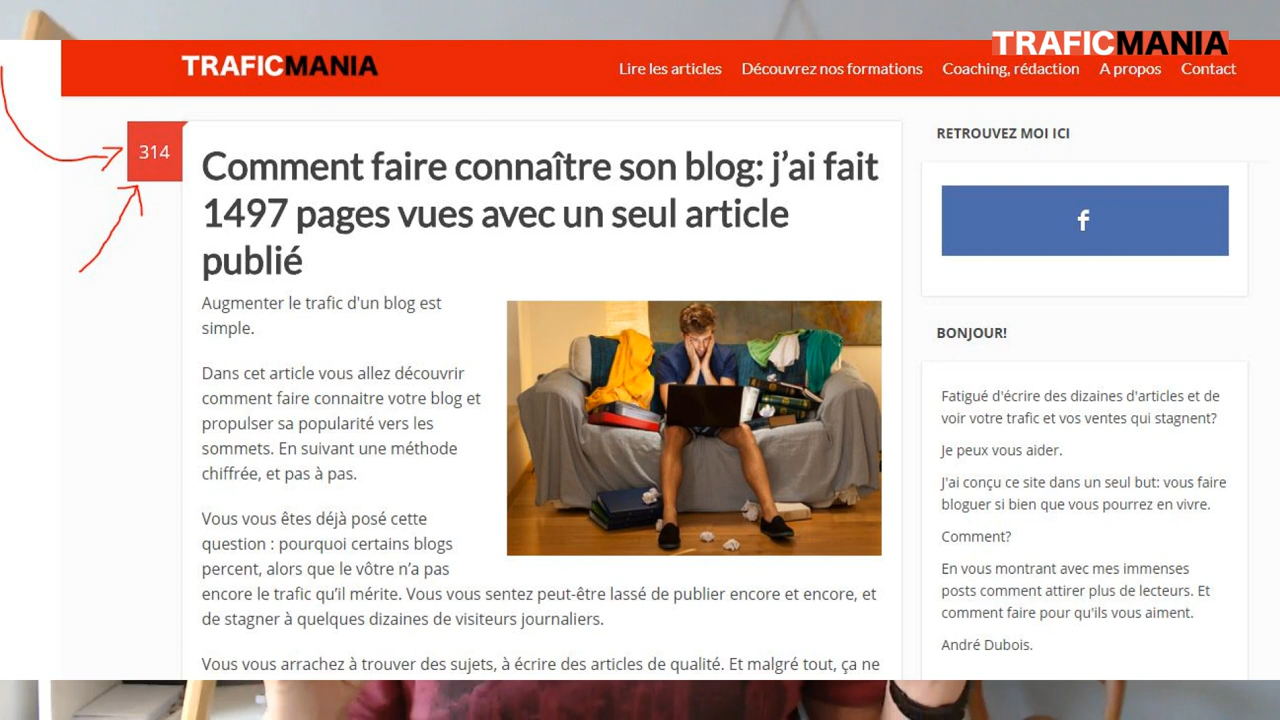 TRAFICMANIA
TRAFICMANIA
Lire les articles Découvrez nos formations Coaching, rédaction A propos Contact
314
Comment faire connaître son blog: j’ai fait
1497 pages vues avec un seul article
publié
Augmenter le trafic d'un blog est
simple.
Dans cet article vous allez découvrir
comment faire connaitre votre blog et
propulser sa popularité vers les
sommets. En suivant une méthode
chiffrée, et pas à pas.
Vous vous êtes déjà posé cette
question : pourquoi certains blogs
percent, alors que le vôtre n’a pas
encore le trafic qu’il mérite. Vous vous sentez peut-être lassé de publier encore et encore, et
de stagner à quelques dizaines de visiteurs journaliers.
Vous vous arrachez à trouver des sujets, à écrire des articles de qualité. Et malgré tout, ça ne
RETROUVEZ MOI ICI
f
BONJOUR!
Fatigué d'écrire des dizaines d'articles et de
voir votre trafic et vos ventes qui stagnent?
Je peux vous aider.
J'ai conçu ce site dans un seul but: vous faire
bloguer si bien que vous pourrez en vivre.
Comment?
En vous montrant avec mes immenses
posts comment attirer plus de lecteurs. Et
comment faire pour qu'ils vous aiment.
André Dubois.